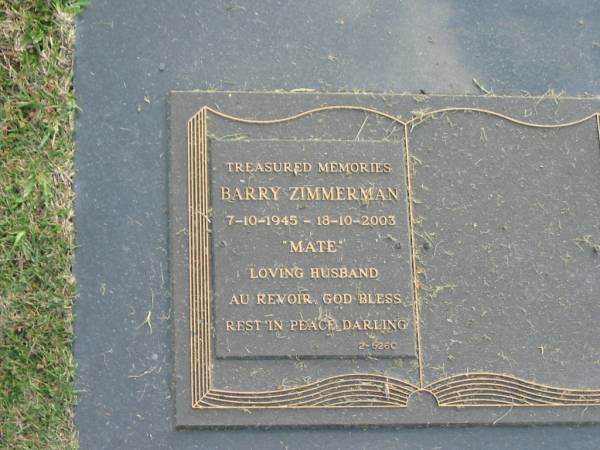 TREASURED MEMORIES
BARRY ZIMMERMAN
7-10-1945 - 18-10-2003
"MATE"
LOVING HUSBAND
AU REVOIR, GOD BLESS
REST IN PEACE DARLING
2-526C